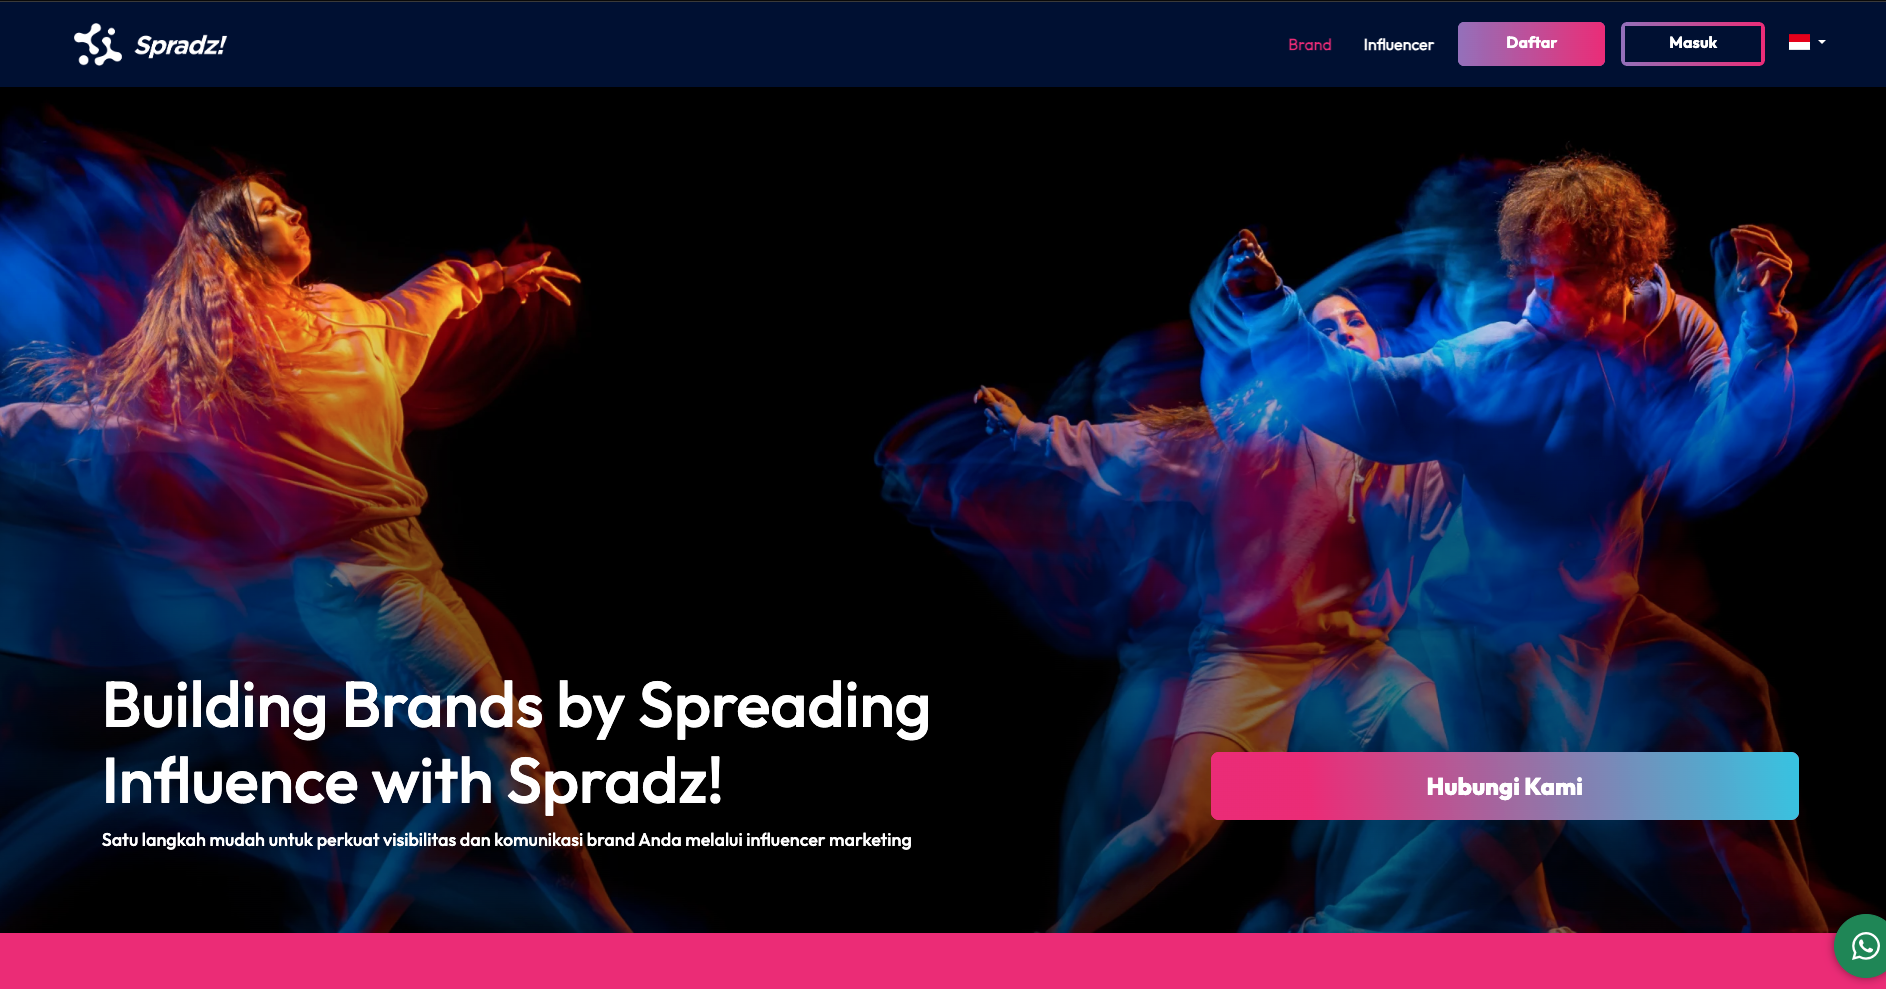 Spradz!
Brand
Influencer
Daftar
Masuk
Building Brands by Spreading
Influence with Spradz!
Satu langkah mudah untuk perkuat visibilitas dan komunikasi brand Anda melalui influencer marketing
Hubungi Kami